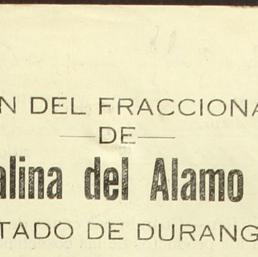 N DEL FRACCIONA
DE
alina del Alamo
TADO DE DURANG